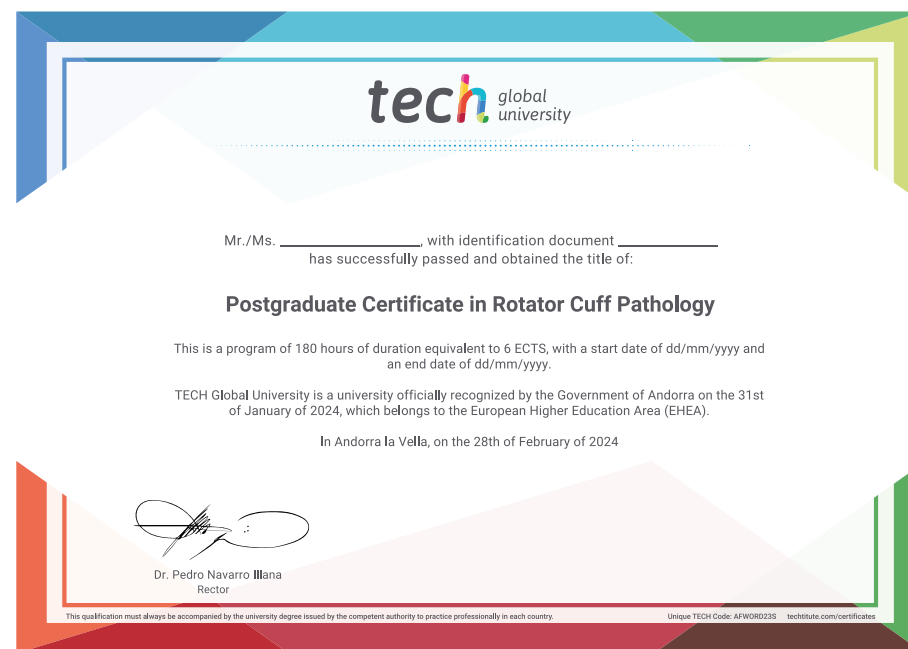 tech global
university
Mr./Ms. ____________, with identification document ____________
has successfully passed and obtained the title of:
Postgraduate Certificate in Rotator Cuff Pathology
This is a program of 180 hours of duration equivalent to 6 ECTS, with a start date of dd/mm/yyyy and
an end date of dd/mm/yyyy.
TECH Global University is a university officially recognized by the Government of Andorra on the 31st
of January of 2024, which belongs to the European Higher Education Area (EHEA).
In Andorra la Vella, on the 28th of February of 2024
Dr. Pedro Navarro Illana
Rector
This qualification must always be accompanied by the university degree issued by the competent authority to practice professionally in each country.
Unique TECH Code: AFWORD23S techtitute.com/certificates